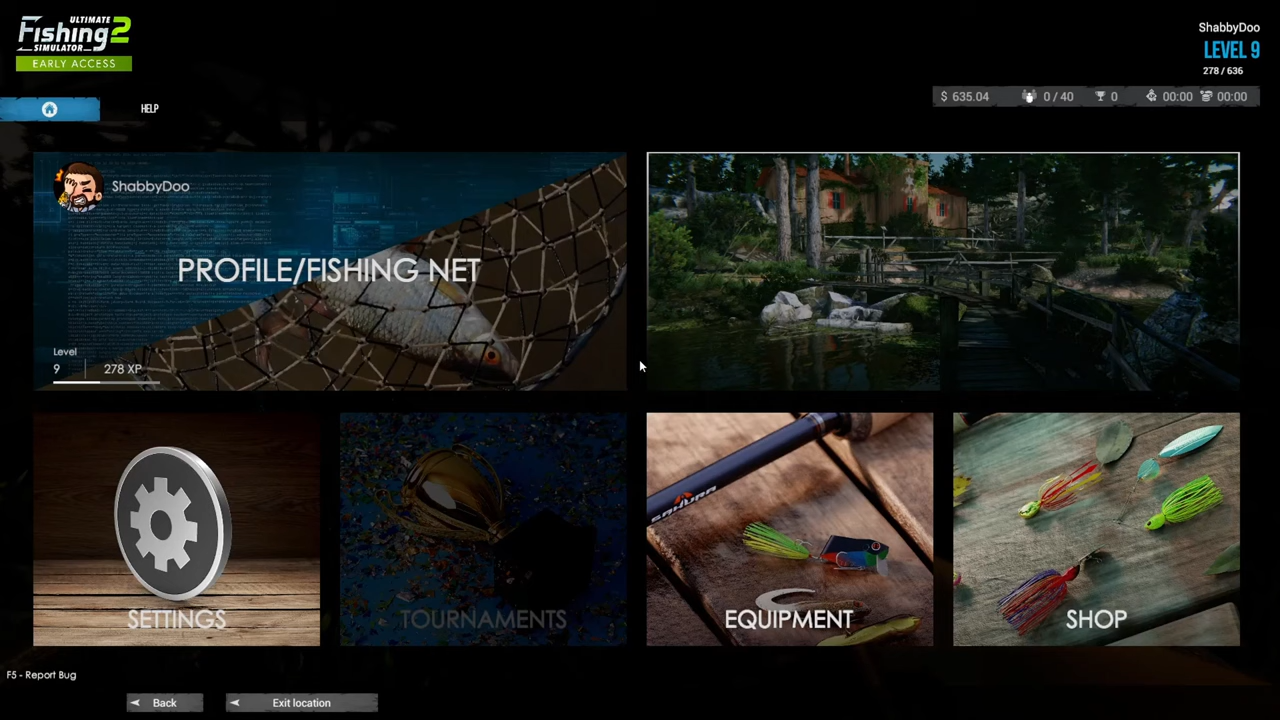 ULTIMATE
Fishing 2
SIMULATOR
EARLY ACCESS
ShabbyDoo
LEVEL 9
278 / 636
$ 635.04
0 / 40
0
00:00
00:00
HELP
ShabbyDoo
PROFILE/FISHING NET
Level
9
278 XP
SAKURA
SETTINGS
TOURNAMENTS
EQUIPMENT
SHOP
F5 - Report Bug
Back
Exit location